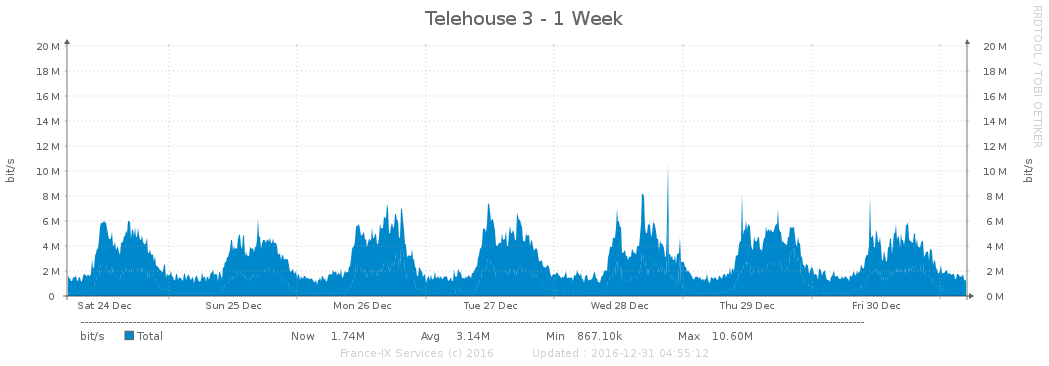 Telehouse 3 - 1 Week
RRDTOOL / TOBI OETIKER
bit/s
bit/s
20 M 20 M
18 M 18 M
16 M 16 M
14 M 14 M
12 M 12 M
10 M 10 M
8 M 8 M
6 M 6 M
4 M 4 M
2 M 2 M
0 0 M
Sat 24 Dec Sun 25 Dec Mon 26 Dec Tue 27 Dec Wed 28 Dec Thu 29 Dec Fri 30 Dec
bit/s Total Now 1.74M Avg 3.14M Min 867.10k Max 10.60M
France-IX Services (c) 2016 Updated : 2016-12-31 04:55:12